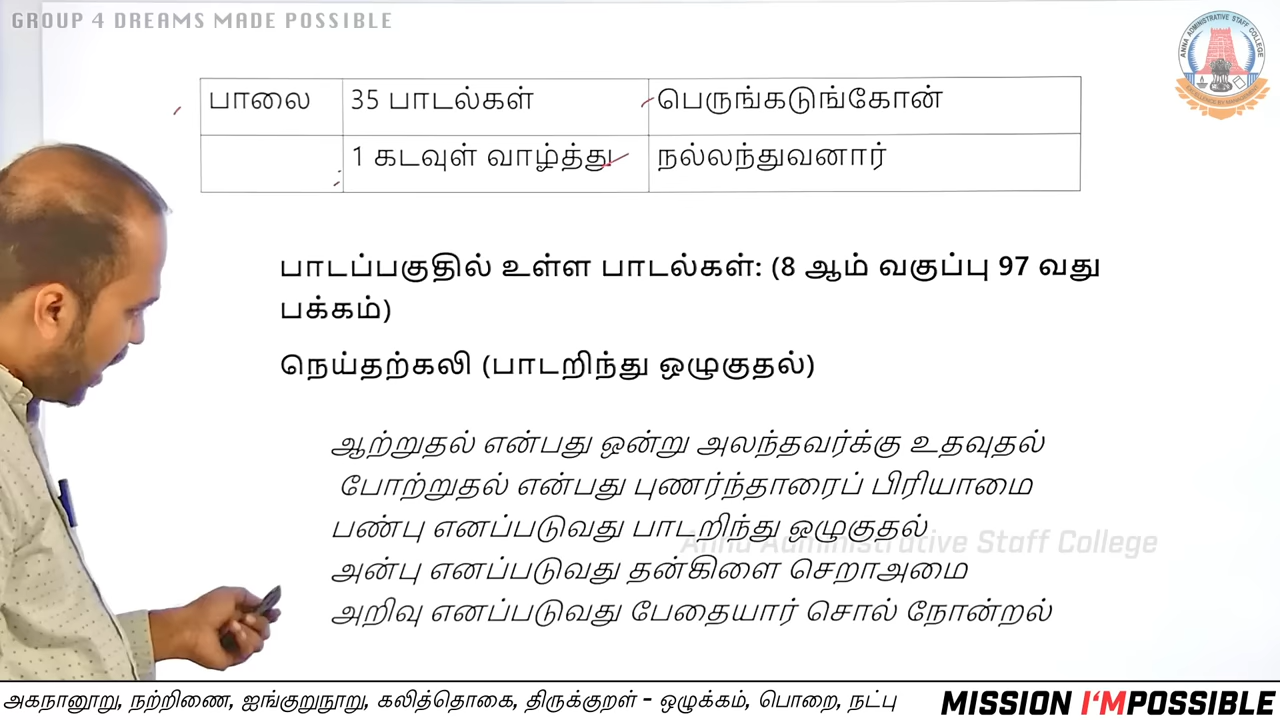 GROUP 4 DREAMS MADE POSSIBLE
ANNA ADMINISTRATIVE STAFF COLLEGE
பாலை 35 பாடல்கள் பெருங்கடுங்கோன்
1 கடவுள் வாழ்த்து நல்லந்துவனார்
பாடப்பகுதில் உள்ள பாடல்கள்: (8 ஆம் வகுப்பு 97 வது
பக்கம்)
நெய்தற்கலி (பாடறிந்து ஒழுகுதல்)
ஆற்றுதல் என்பது ஒன்று அலந்தவர்க்கு உதவுதல்
போற்றுதல் என்பது புணர்ந்தாரைப் பிரியாமை
பண்பு எனப்படுவது பாடறிந்து ஒழுகுதல்
Anna Administrative Staff College
அன்பு எனப்படுவது தன்கிளை செறாஅமை
அறிவு எனப்படுவது பேதையார் சொல் நோன்றல்
அகநானூறு, நற்றிணை, ஐங்குறுநூறு, கலித்தொகை, திருக்குறள் - ஒழுக்கம், பொறை, நட்பு
MISSION I'MPOSSIBLE